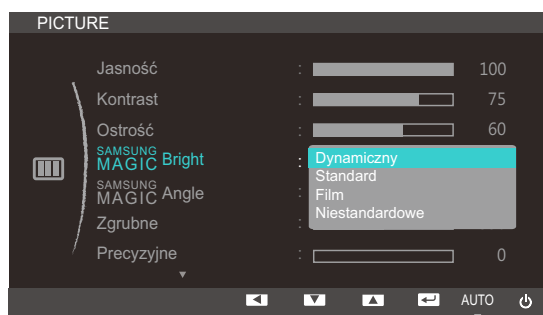 PICTURE
Jasność : 100
Kontrast : 75
Ostrość : 60
SAMSUNG
MAGIC Bright :
Dynamiczny
Standard
Film
Niestandardowe
SAMSUNG
MAGIC Angle :
Zgrubne :
Precyzyjne : 0
AUTO